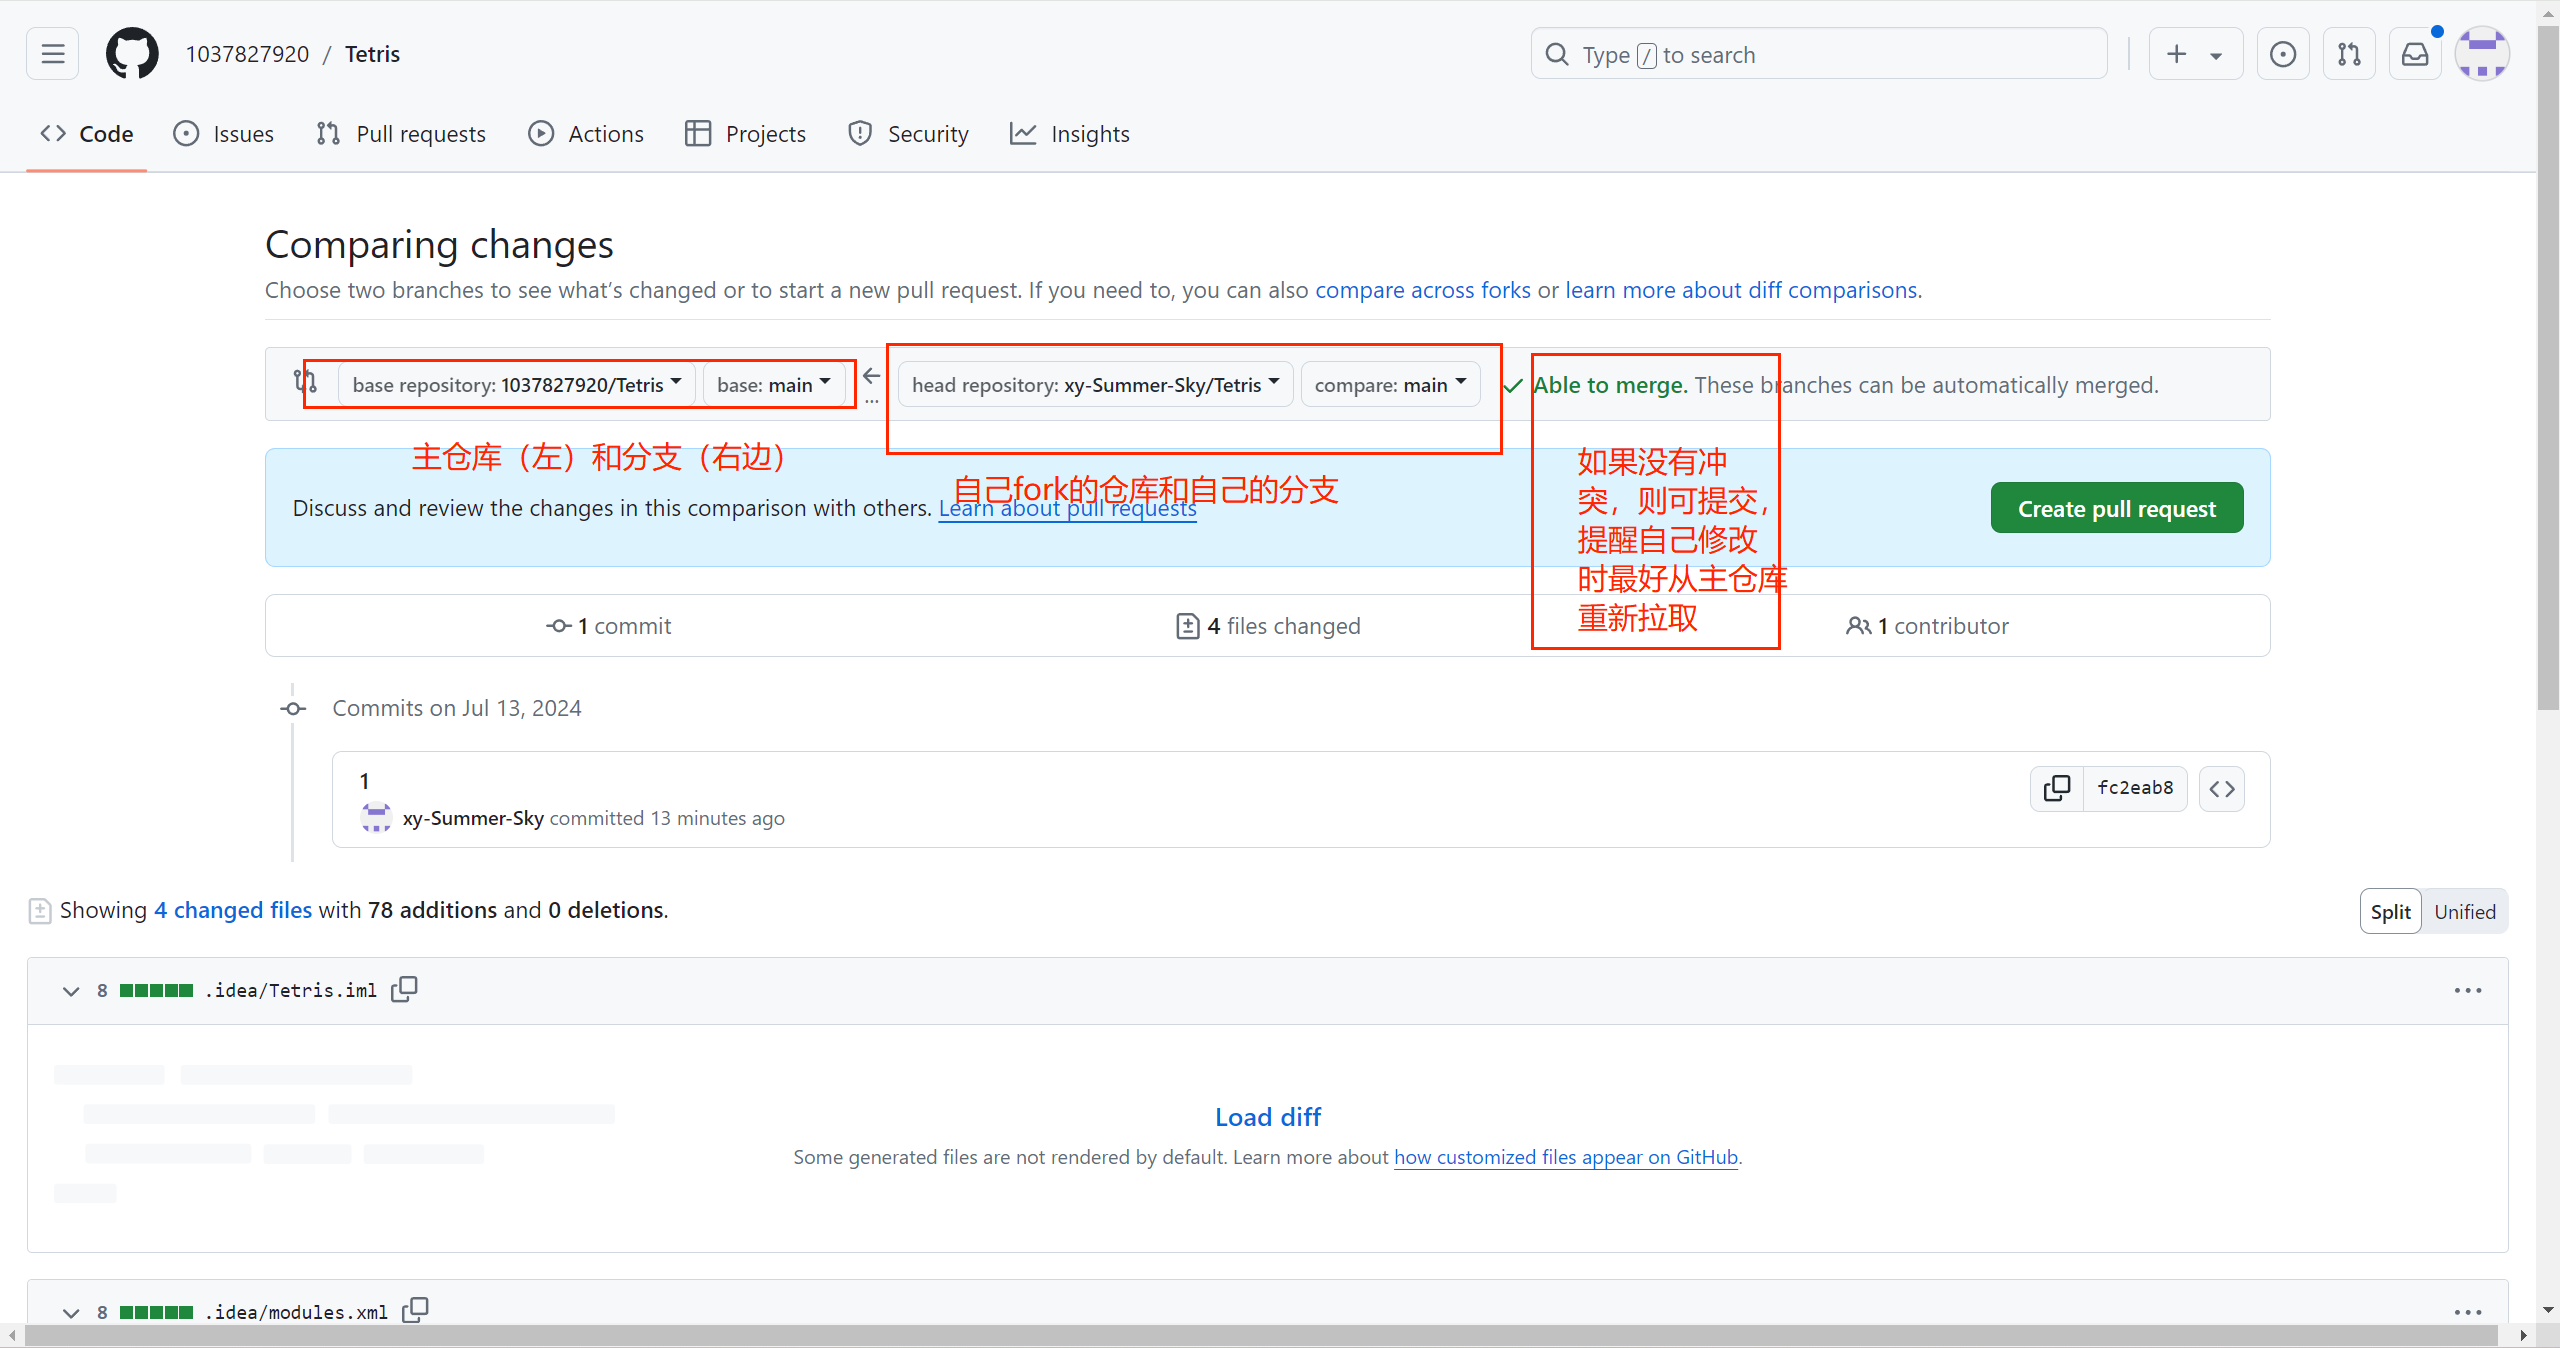 1037827920 / Tetris
Type / to search
Code
Issues
Pull requests
Actions
Projects
Security
Insights
Comparing changes
Choose two branches to see what's changed or to start a new pull request. If you need to, you can also compare across forks or learn more about diff comparisons.
base repository: 1037827920/Tetris
base: main
...
head repository: xy-Summer-Sky/Tetris
compare: main
Able to merge. These branches can be automatically merged.
主仓库（左）和分支（右边）
自己fork的仓库和自己的分支
如果没有冲
突，则可提交，
提醒自己修改
时最好从主仓库
重新拉取
Discuss and review the changes in this comparison with others. Learn about pull requests
Create pull request
1 commit
4 files changed
1 contributor
Commits on Jul 13, 2024
1
xy-Summer-Sky committed 13 minutes ago
fc2eab8
Showing 4 changed files with 78 additions and 0 deletions.
Split
Unified
8 .idea/Tetris.iml
Load diff
Some generated files are not rendered by default. Learn more about how customized files appear on GitHub.
8 .idea/modules.xml